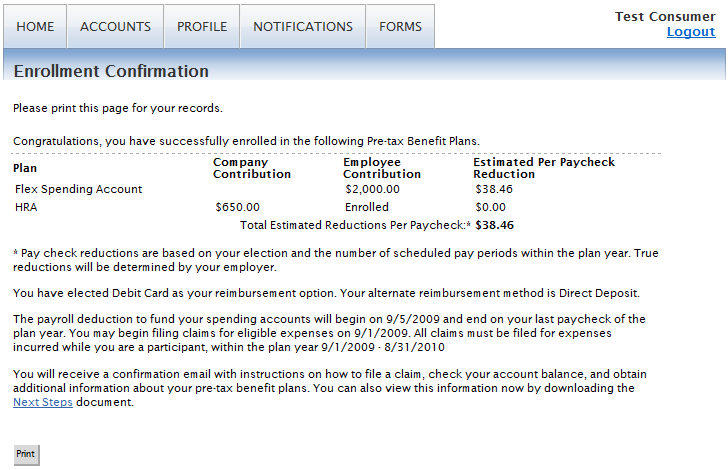 HOME ACCOUNTS PROFILE NOTIFICATIONS FORMS
Test Consumer
Logout
Enrollment Confirmation
Please print this page for your records.
Congratulations, you have successfully enrolled in the following Pre-tax Benefit Plans.
Plan Company Contribution Employee Contribution Estimated Per Paycheck Reduction
Flex Spending Account $2,000.00 $38.46
HRA $650.00 Enrolled $0.00
Total Estimated Reductions Per Paycheck:* $38.46
* Pay check reductions are based on your election and the number of scheduled pay periods within the plan year. True
reductions will be determined by your employer.
You have elected Debit Card as your reimbursement option. Your alternate reimbursement method is Direct Deposit.
The payroll deduction to fund your spending accounts will begin on 9/5/2009 and end on your last paycheck of the
plan year. You may begin filing claims for eligible expenses on 9/1/2009. All claims must be filed for expenses
incurred while you are a participant, within the plan year 9/1/2009 - 8/31/2010
You will receive a confirmation email with instructions on how to file a claim, check your account balance, and obtain
additional information about your pre-tax benefit plans. You can also view this information now by downloading the
Next Steps document.
Print